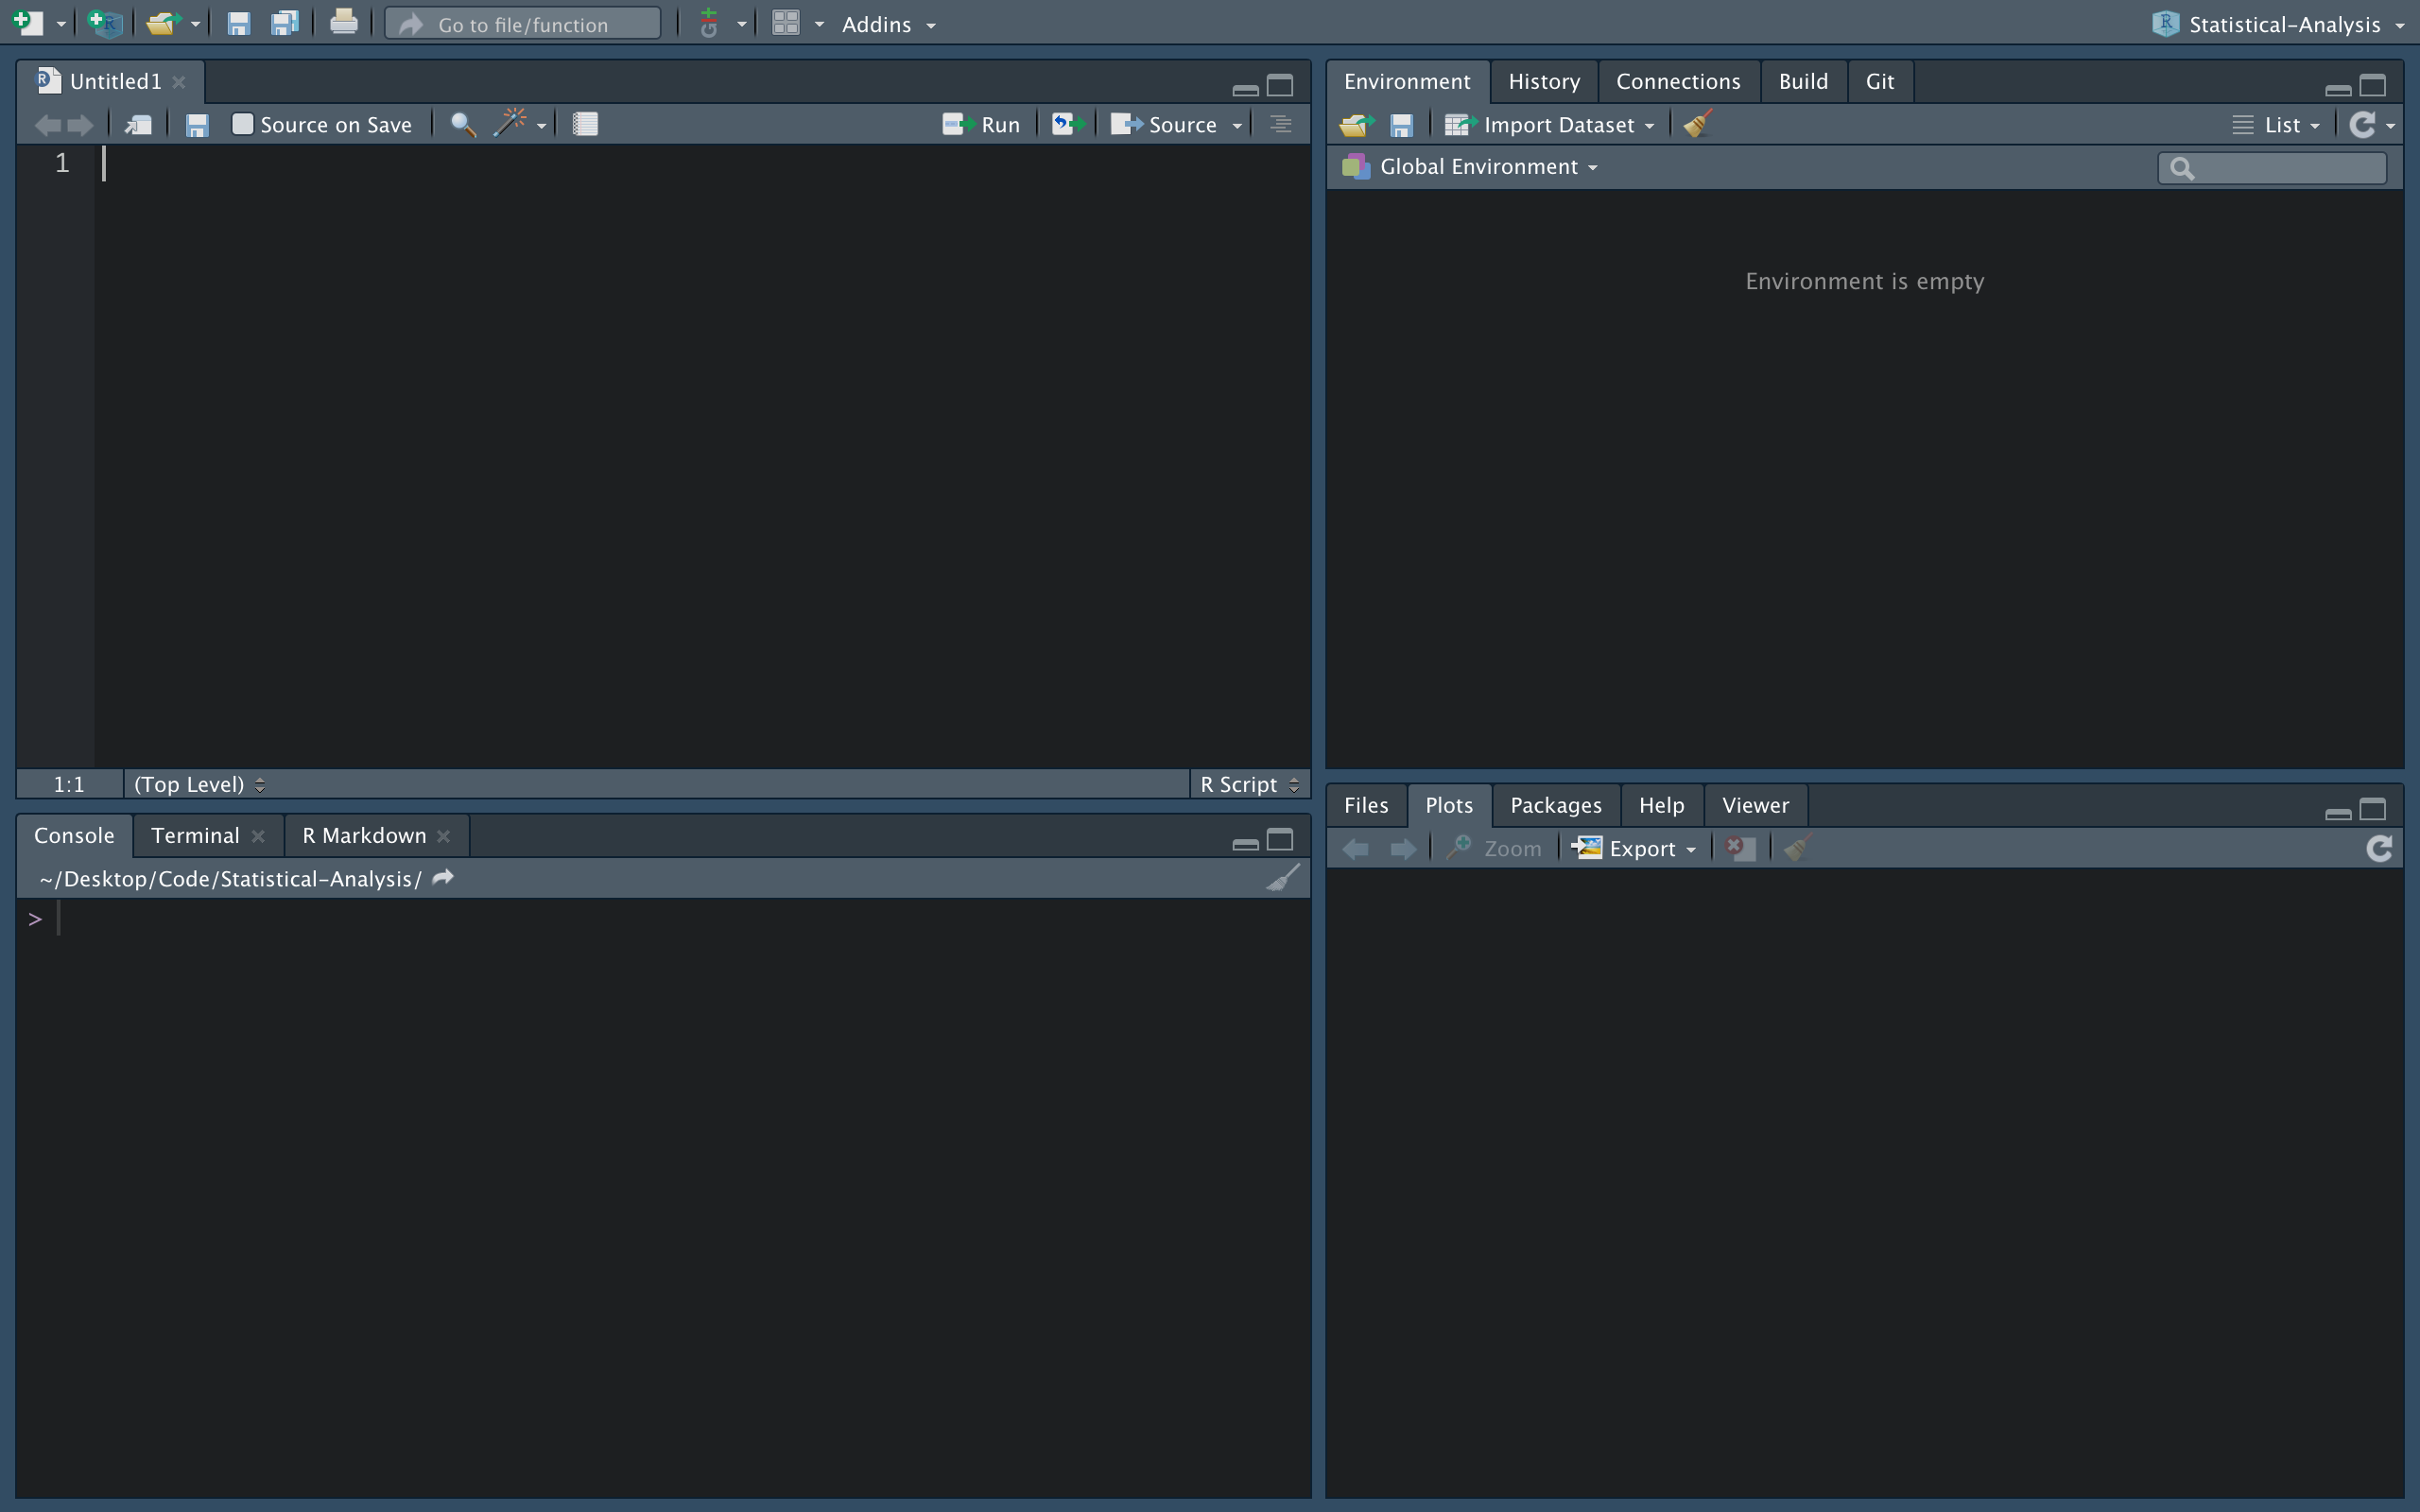 Go to file/function
Addins
Statistical-Analysis
Untitled1
Source on Save
Run
Source
1
1:1
(Top Level)
R Script
Console
Terminal
R Markdown
~/Desktop/Code/Statistical-Analysis/
>
Environment
History
Connections
Build
Git
Import Dataset
List
Global Environment
Environment is empty
Files
Plots
Packages
Help
Viewer
Zoom
Export